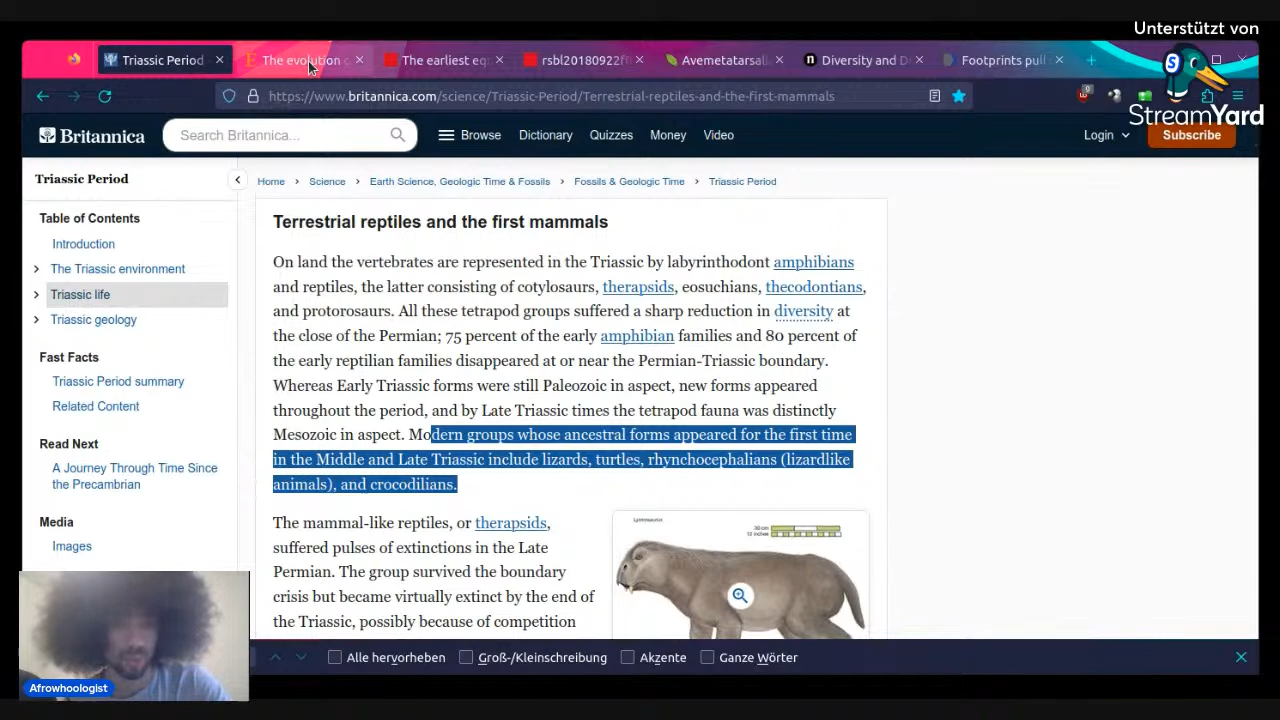 Unterstützt von
StreamYard
Triassic Period
The evolution o
The earliest eq
rsbl20180922f
Avemetatarsal
Diversity and D
Footprints pull
https://www.britannica.com/science/Triassic-Period/Terrestrial-reptiles-and-the-first-mammals
Britannica
Search Britannica...
Browse
Dictionary
Quizzes
Money
Video
Login
Subscribe
Triassic Period
Table of Contents
Introduction
The Triassic environment
Triassic life
Triassic geology
Fast Facts
Triassic Period summary
Related Content
Read Next
A Journey Through Time Since
the Precambrian
Media
Images
Home > Science > Earth Science, Geologic Time & Fossils > Fossils & Geologic Time > Triassic Period
Terrestrial reptiles and the first mammals
On land the vertebrates are represented in the Triassic by labyrinthodont amphibians
and reptiles, the latter consisting of cotylosaurs, therapsids, eosuchians, thecodontians,
and protorosaurs. All these tetrapod groups suffered a sharp reduction in diversity at
the close of the Permian; 75 percent of the early amphibian families and 80 percent of
the early reptilian families disappeared at or near the Permian-Triassic boundary.
Whereas Early Triassic forms were still Paleozoic in aspect, new forms appeared
throughout the period, and by Late Triassic times the tetrapod fauna was distinctly
Mesozoic in aspect. Modern groups whose ancestral forms appeared for the first time
in the Middle and Late Triassic include lizards, turtles, rhynchocephalians (lizardlike
animals), and crocodilians.
The mammal-like reptiles, or therapsids,
suffered pulses of extinctions in the Late
Permian. The group survived the boundary
crisis but became virtually extinct by the end
of the Triassic, possibly because of competition
Lystrosaurus
30 cm
12 inches
Alle hervorheben
Groß-/Kleinschreibung
Akzente
Ganze Wörter
Afrowhoologist